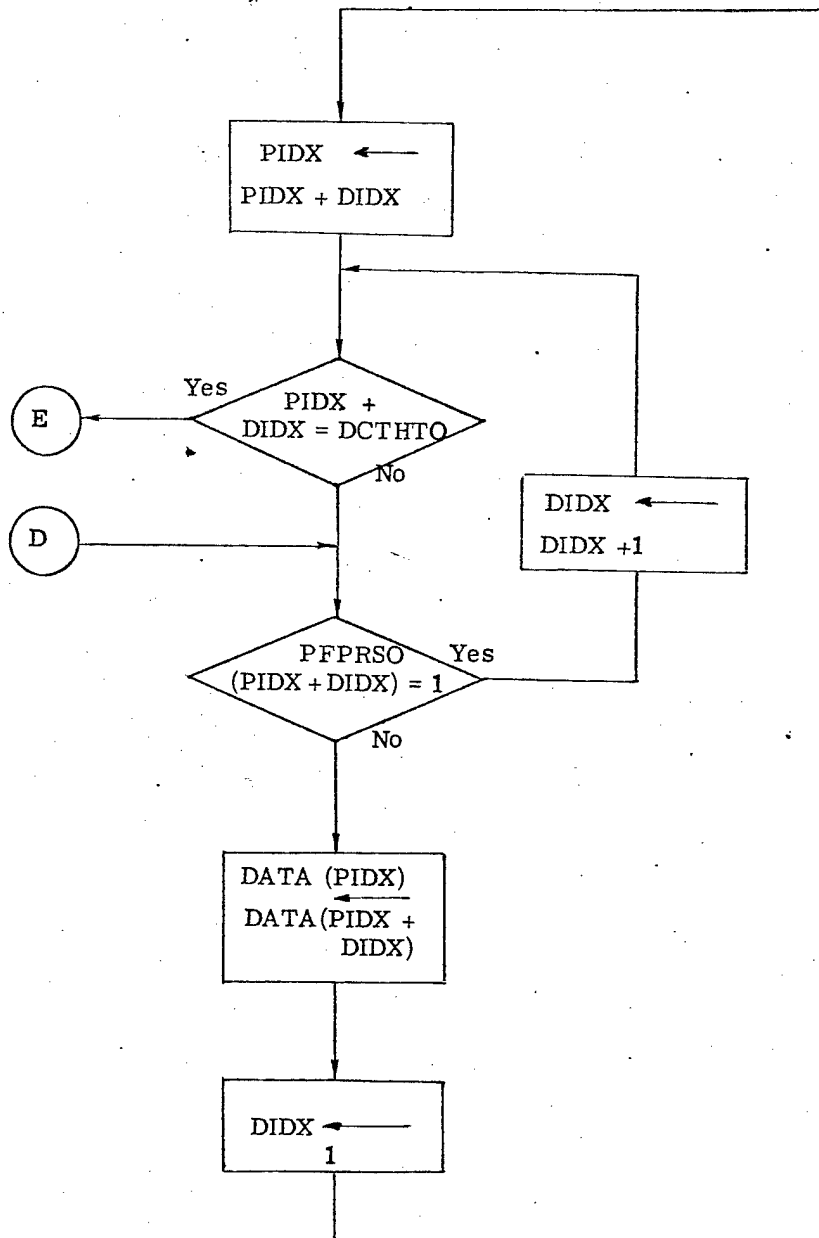 PIDX ←
PIDX + DIDX
Yes
E
PIDX +
DIDX = DCTHTO
No
DIDX ←
DIDX +1
D
PFPRSO
(PIDX + DIDX) = 1
Yes
No
DATA (PIDX)
←
DATA(PIDX +
DIDX)
DIDX ←
1